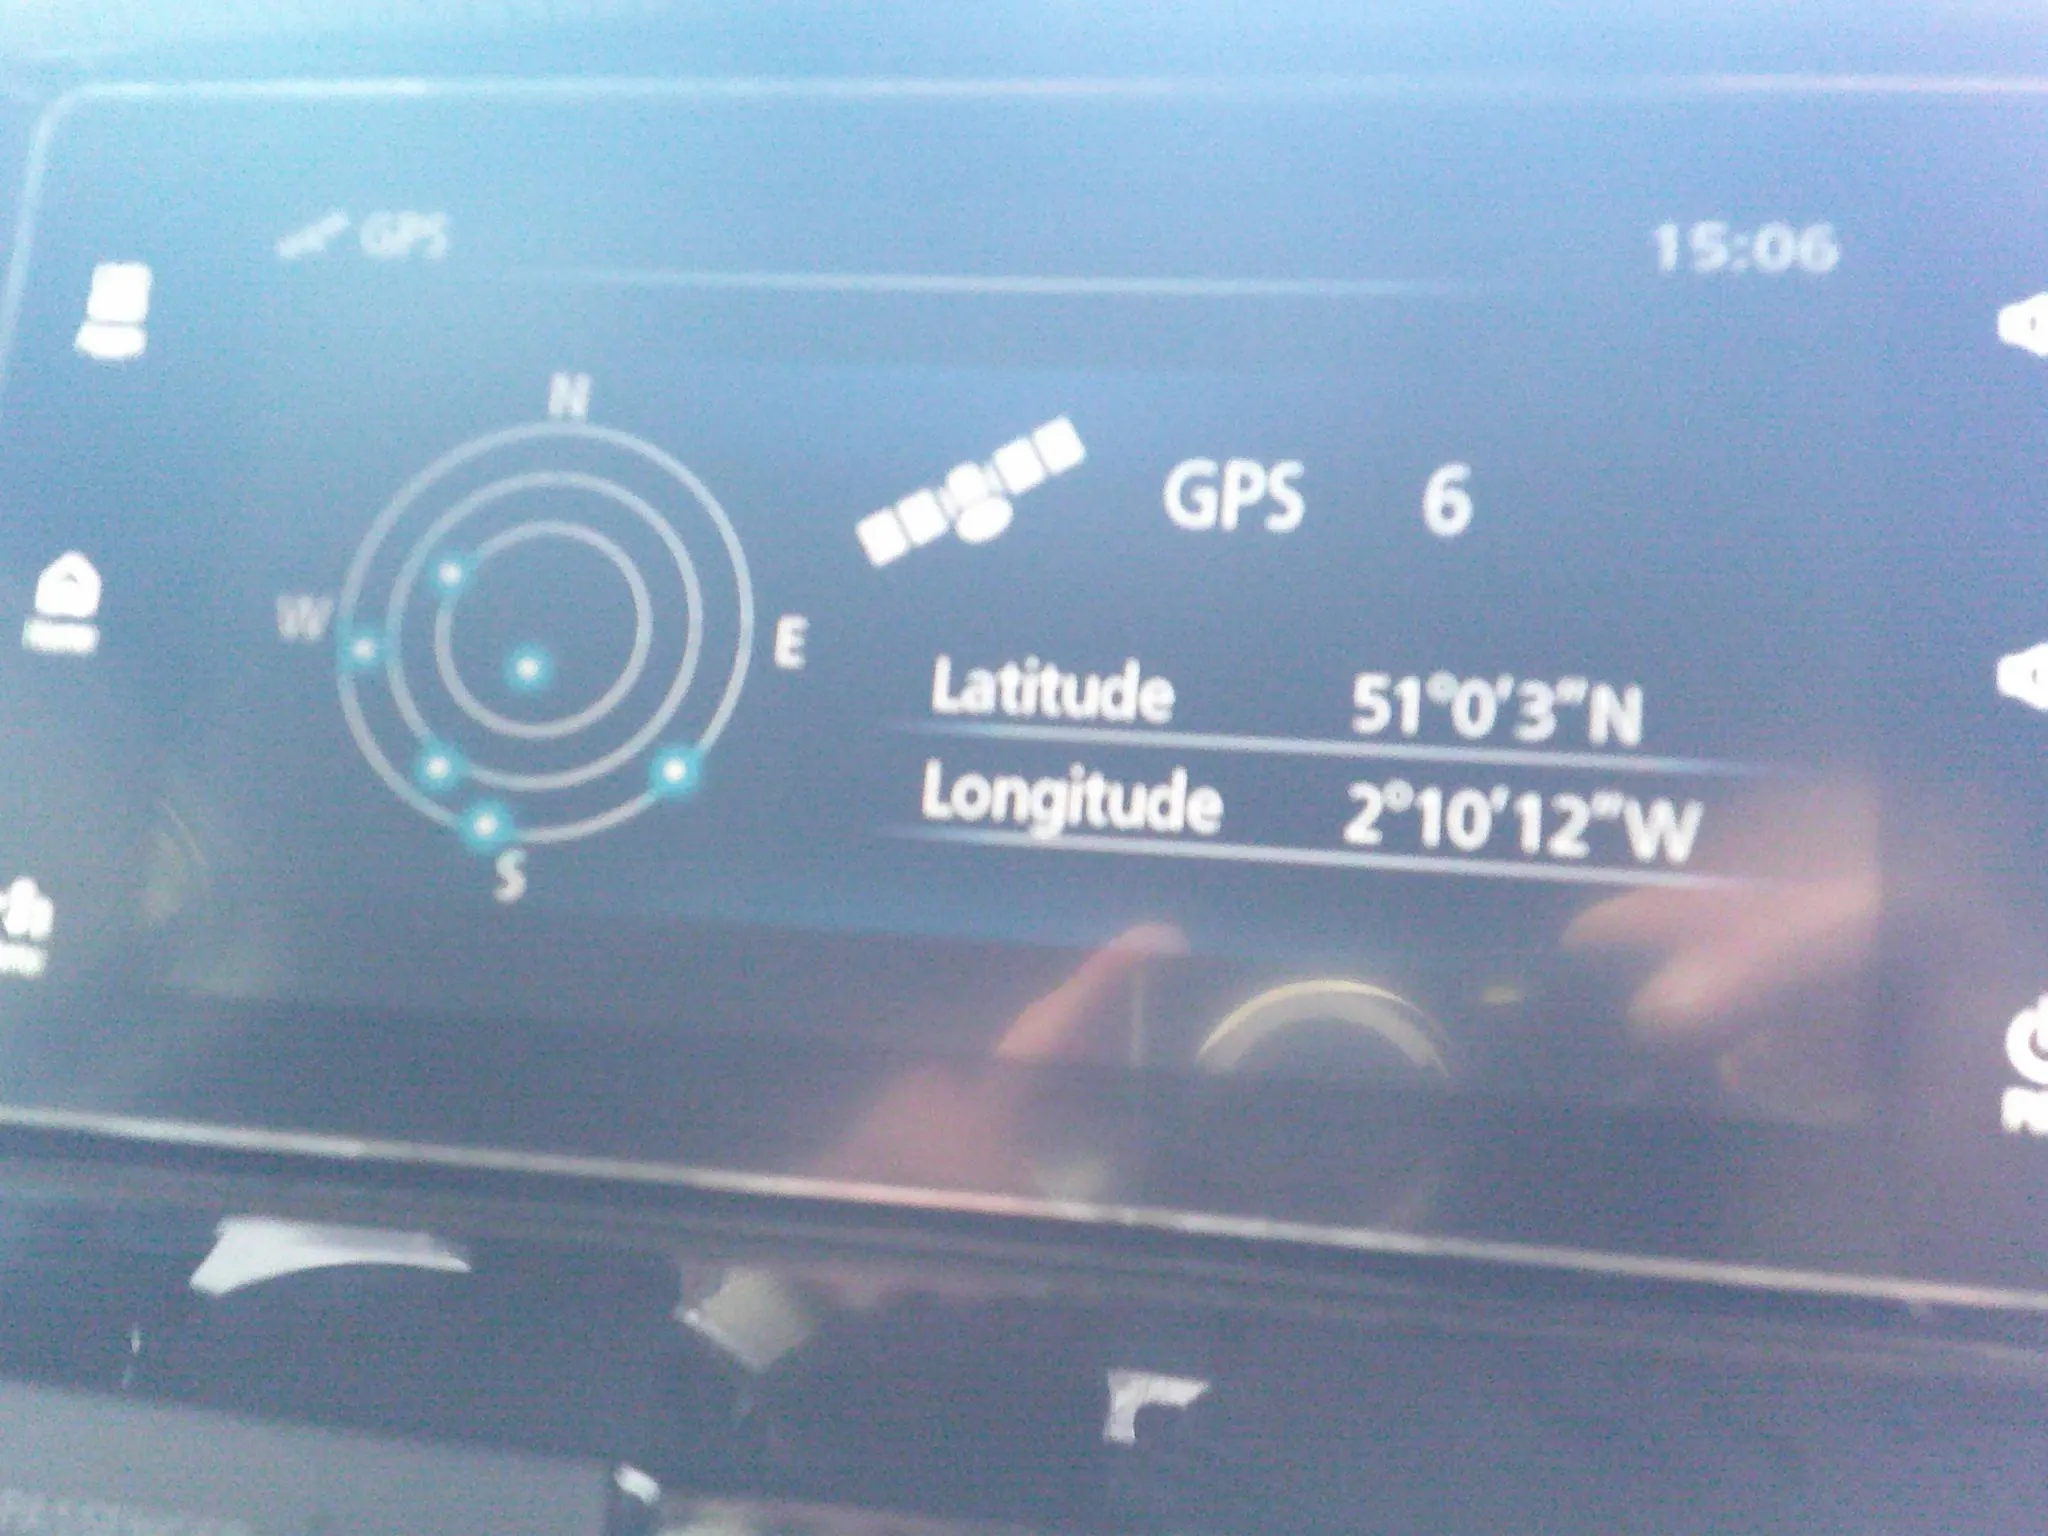 GPS
15:06
N
W
E
S
GPS 6
Latitude 51°0'3"N
Longitude 2°10'12"W